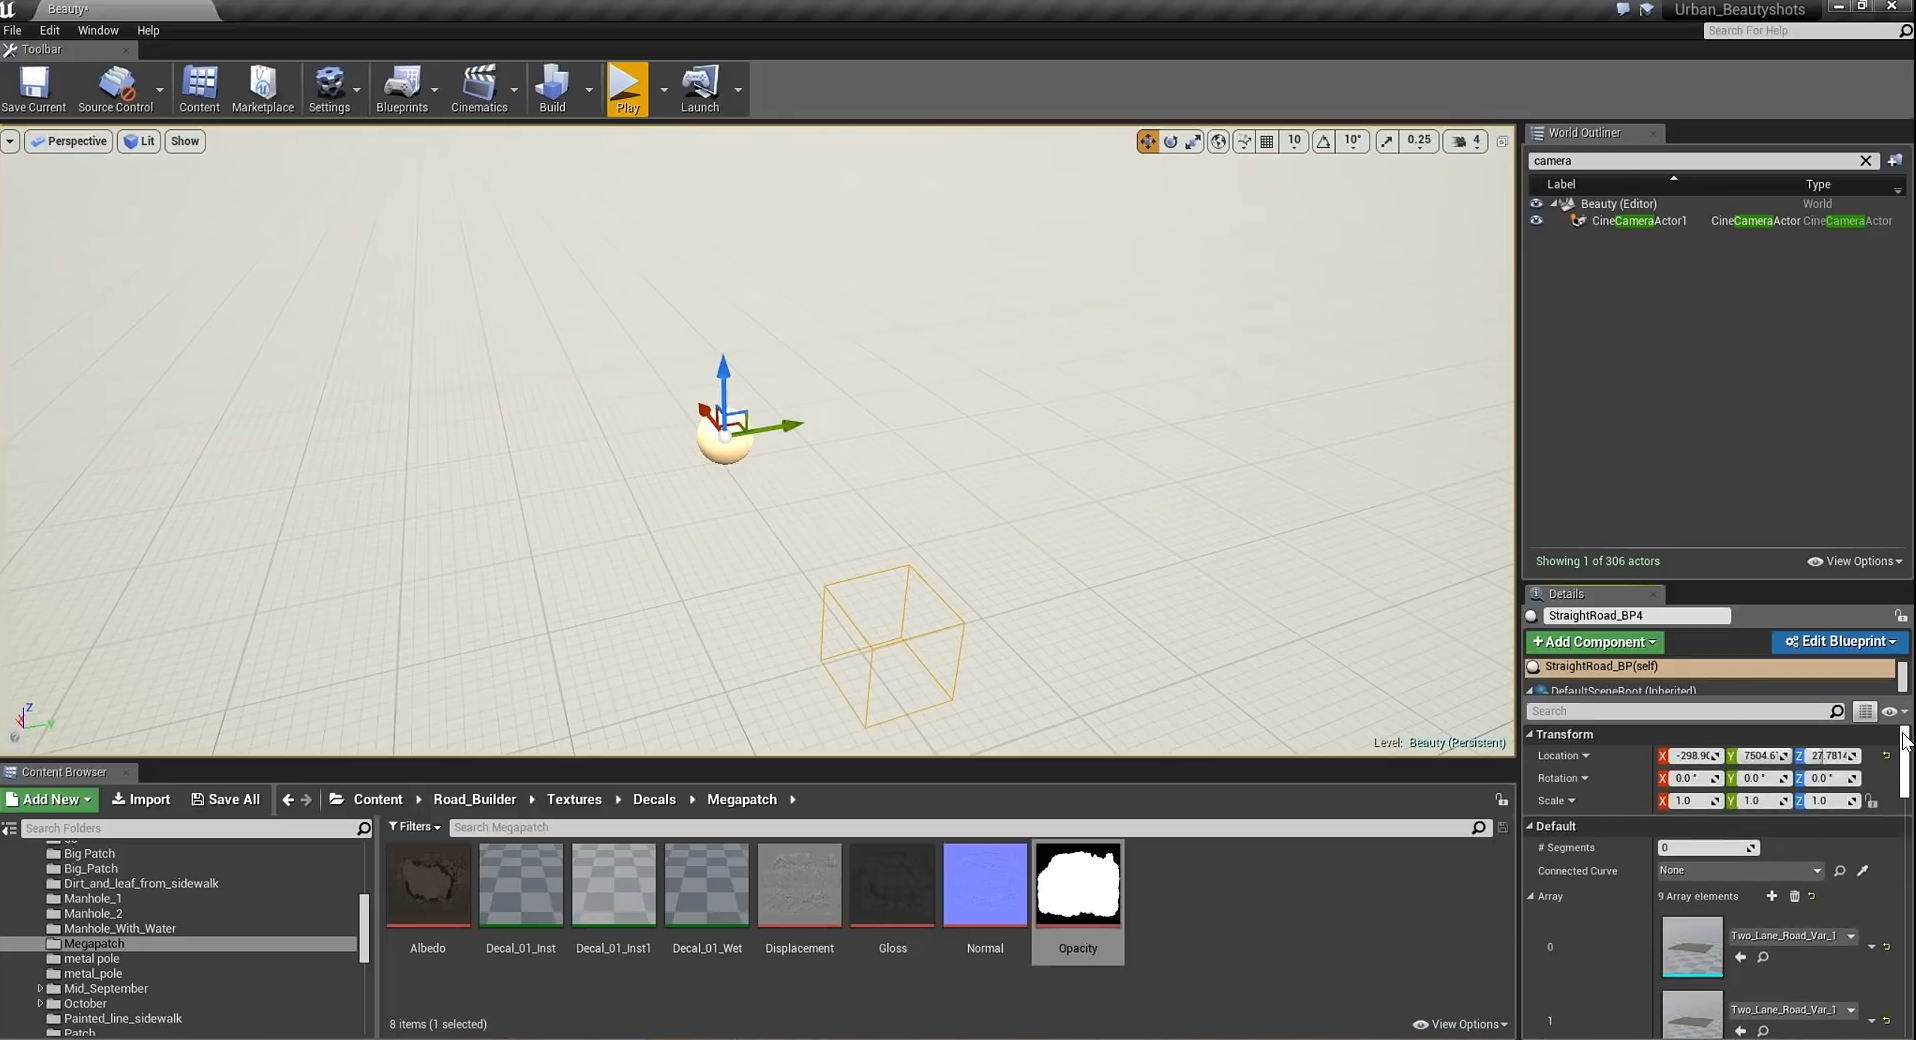 Beauty*
Urban_Beautyshots
File Edit Window Help
Search For Help
Toolbar
Save Current Source Control Content Marketplace Settings Blueprints Cinematics Build Play Launch
Perspective Lit Show
10 10° 0.25 4
World Outliner
camera
Label Type
Beauty (Editor) World
CineCameraActor1 CineCameraActor CineCameraActor
Showing 1 of 306 actors View Options
Details
StraightRoad_BP4
+Add Component Edit Blueprint
StraightRoad_BP(self)
DefaultSceneRoot (Inherited)
Search
Transform
Location X Y 7504.6 Z 27.7814
Rotation X 0.0° Y 0.0° Z 0.0°
Scale X 1.0 Y 1.0 Z 1.0
Default
# Segments 0
Connected Curve None
Array 9 Array elements
0 Two_Lane_Road_Var_1
1 Two_Lane_Road_Var_1
Z
X Y
Level: Beauty (Persistent)
Content Browser
Add New Import Save All Content Road_Builder Textures Decals Megapatch
Search Folders
Filters Search Megapatch
Big Patch
Big_Patch
Dirt_and_leaf_from_sidewalk
Manhole_1
Manhole_2
Manhole_With_Water
Megapatch
metal pole
metal_pole
Mid_September
October
Painted_line_sidewalk
Patch
Albedo Decal_01_Inst Decal_01_Inst1 Decal_01_Wet Displacement Gloss Normal Opacity
8 items (1 selected) View Options